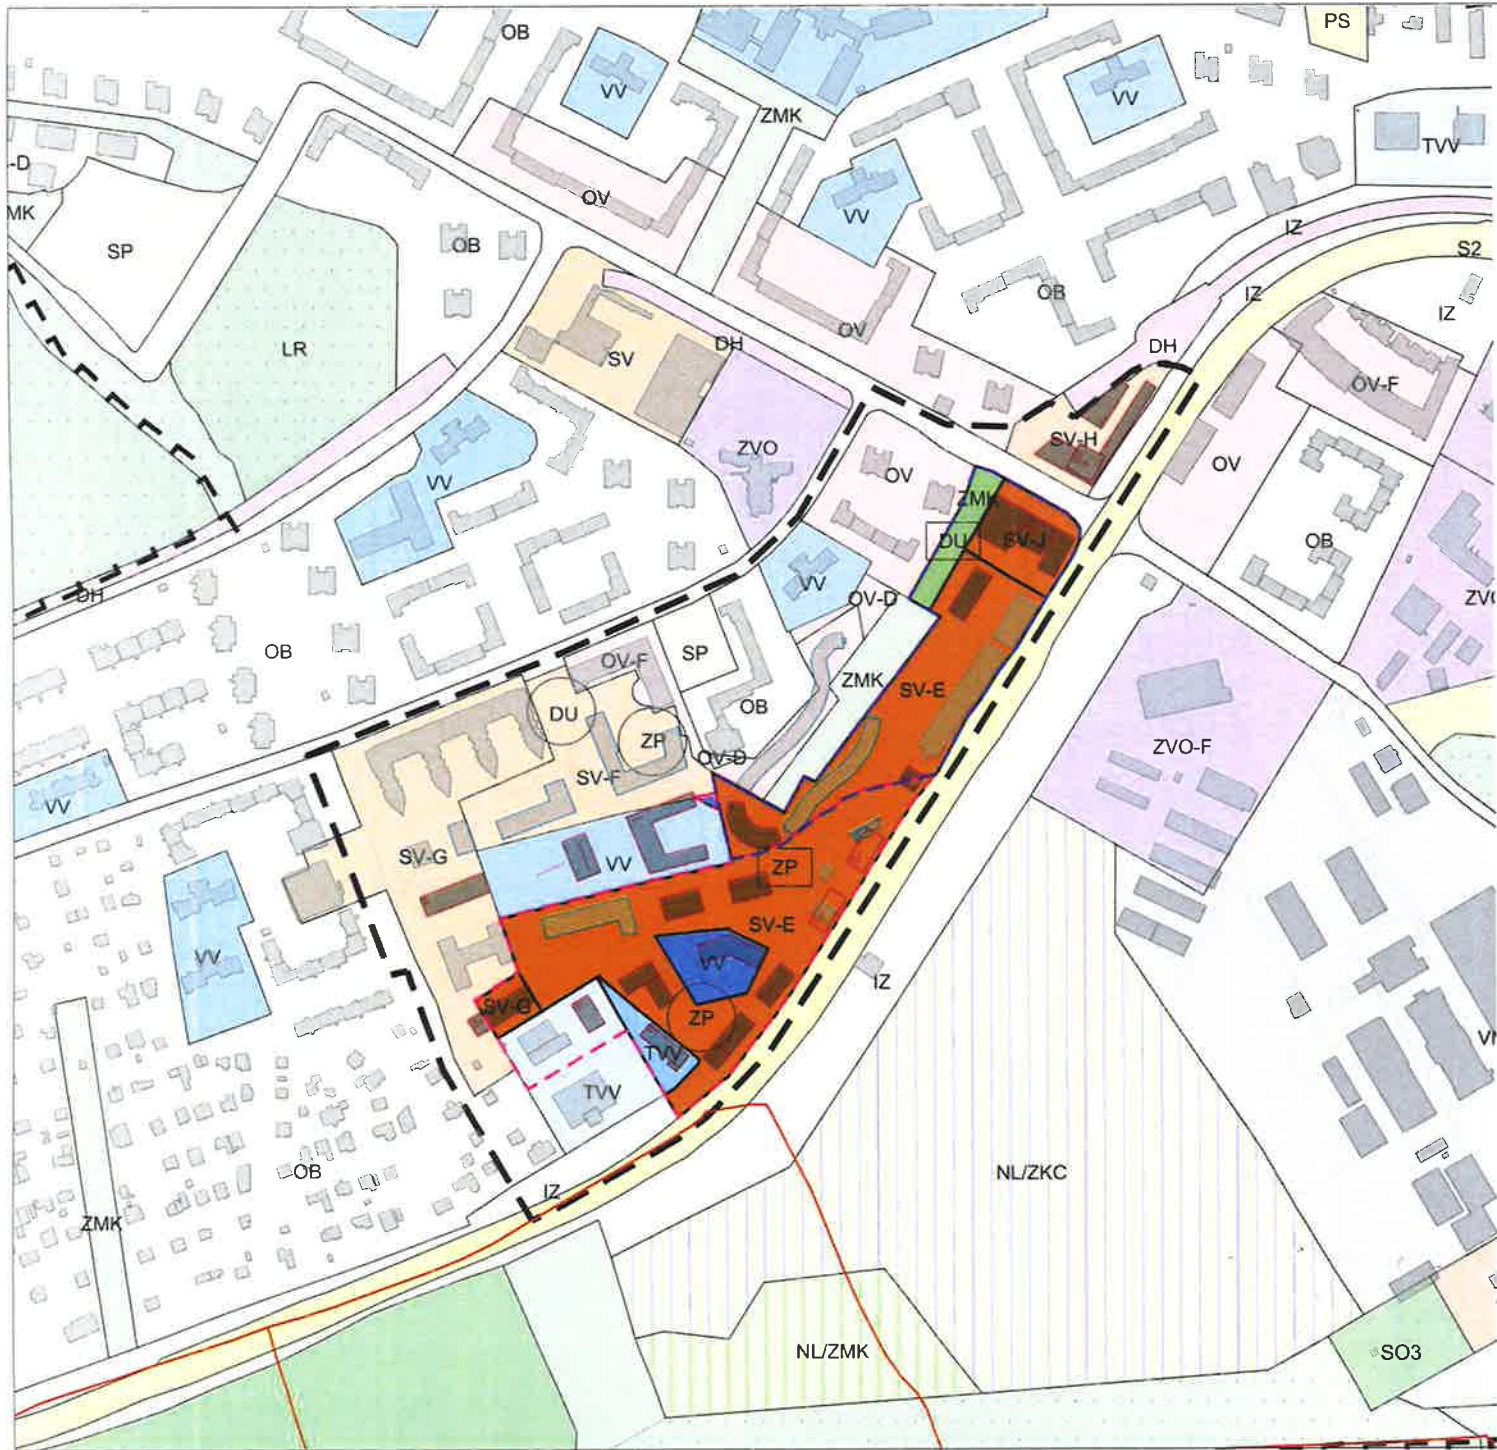 OB
PS
VV
VV
ZMK
TVV
-D
OV
VV
MK
SP
OB
IZ
S2
OB
IZ
IZ
OV
LR
DH
DH
SV
OV-F
SV-H
ZVO
OV
OV
VV
ZMK
DU
SV-J
OB
VV
OV-D
DH
OB
OV-F
SP
ZMK
SV-E
DU
OB
ZP
ZVO-F
OV-D
SV-F
VV
SV-G
VV
ZP
SV-E
VV
VV
IZ
SV-G
ZP
TVV
TVV
OB
NL/ZKC
IZ
ZMK
NL/ZMK
SO3